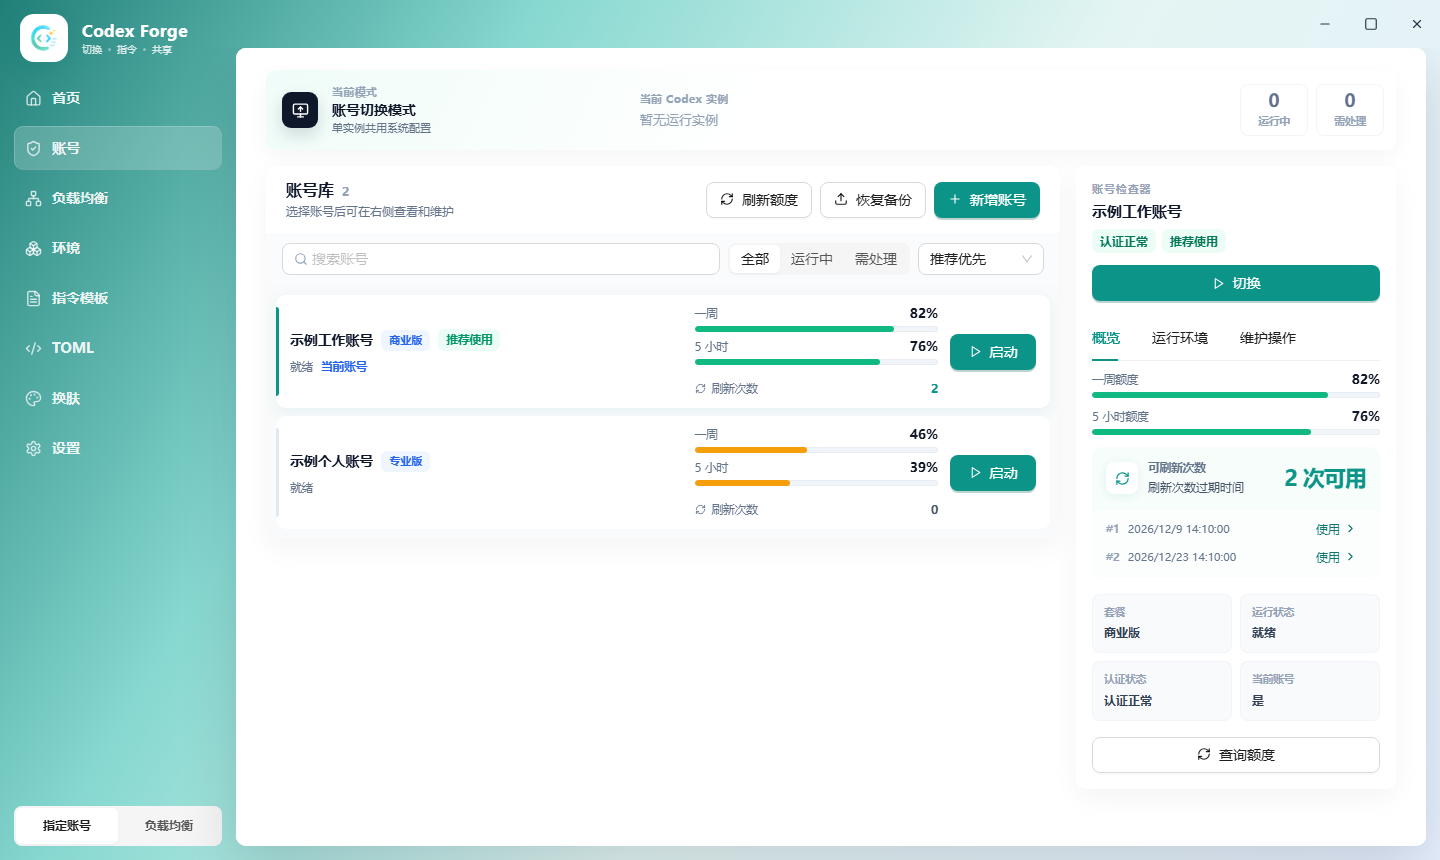 Codex Forge
切换 • 指令 • 共享
首页
账号
负载均衡
环境
指令模板
TOML
换肤
设置
指定账号
负载均衡
当前模式
账号切换模式
单实例共用系统配置
当前 Codex 实例
暂无运行实例
0
运行中
0
需处理
账号库 2
选择账号后可在右侧查看和维护
刷新额度
恢复备份
新增账号
搜索账号
全部
运行中
需处理
推荐优先
示例工作账号 商业版 推荐使用
就绪 当前账号
一周 82%
5 小时 76%
刷新次数 2
启动
示例个人账号 专业版
就绪
一周 46%
5 小时 39%
刷新次数 0
启动
账号检查器
示例工作账号
认证正常 推荐使用
切换
概览 运行环境 维护操作
一周额度 82%
5 小时额度 76%
可刷新次数
刷新次数过期时间
2 次可用
#1 2026/12/9 14:10:00 使用
#2 2026/12/23 14:10:00 使用
套餐
商业版
运行状态
就绪
认证状态
认证正常
当前账号
是
查询额度